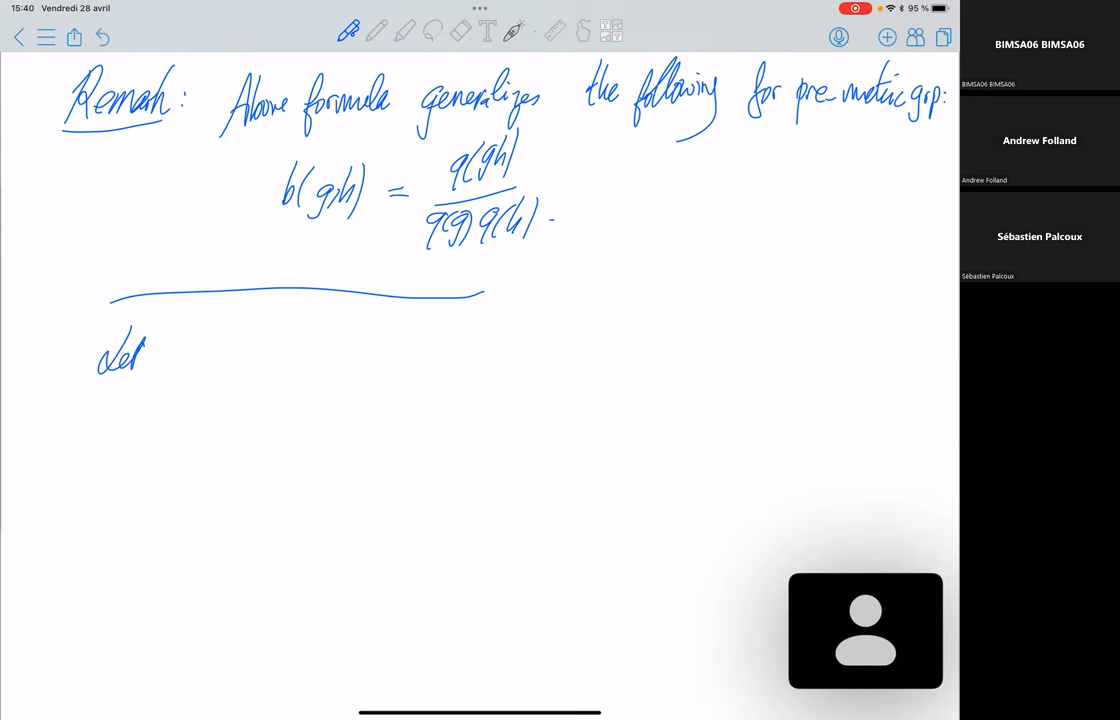 15:40 Vendredi 28 avril
95 %
Remark: Above formula generalizes the following for pre-metric grp:
b(g,h) = q(gh) / q(g) q(h) .
Let
BIMSA06 BIMSA06
BIMSA06 BIMSA06
Andrew Folland
Andrew Folland
Sébastien Palcoux
Sébastien Palcoux